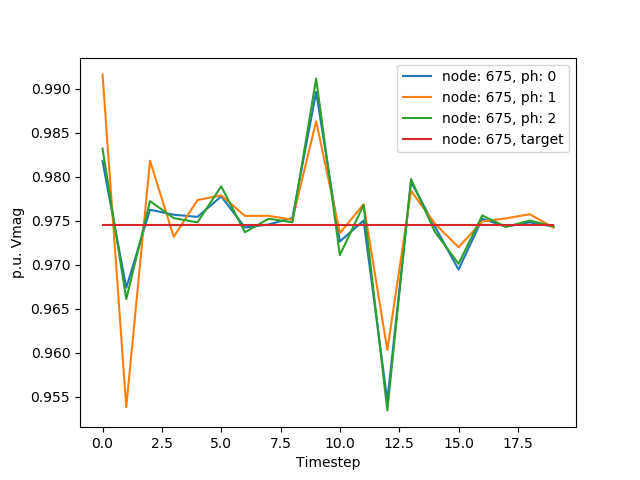 node: 675, ph: 0
node: 675, ph: 1
node: 675, ph: 2
node: 675, target
0.990
0.985
0.980
0.975
0.970
0.965
0.960
0.955
p.u. Vmag
0.0 2.5 5.0 7.5 10.0 12.5 15.0 17.5
Timestep